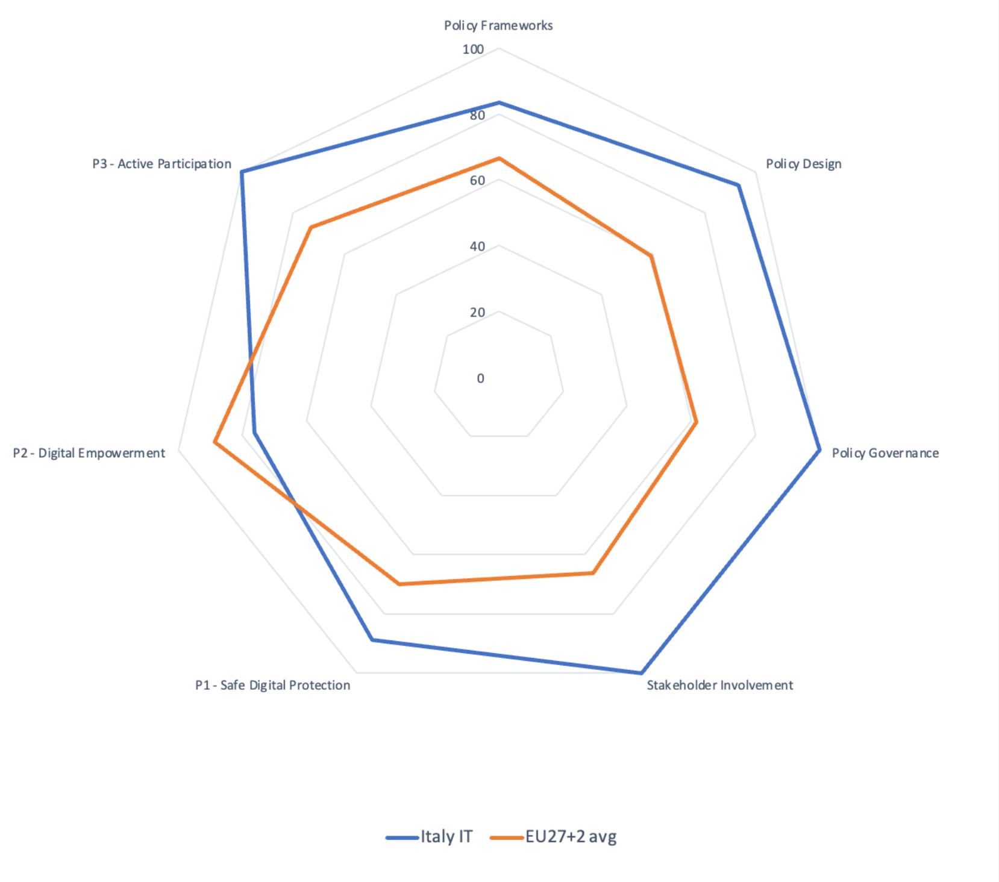 Policy Frameworks
100
80
P3 - Active Participation
Policy Design
60
40
20
0
P2 - Digital Empowerment
Policy Governance
P1 - Safe Digital Protection
Stakeholder Involvement
Italy IT
EU27+2 avg